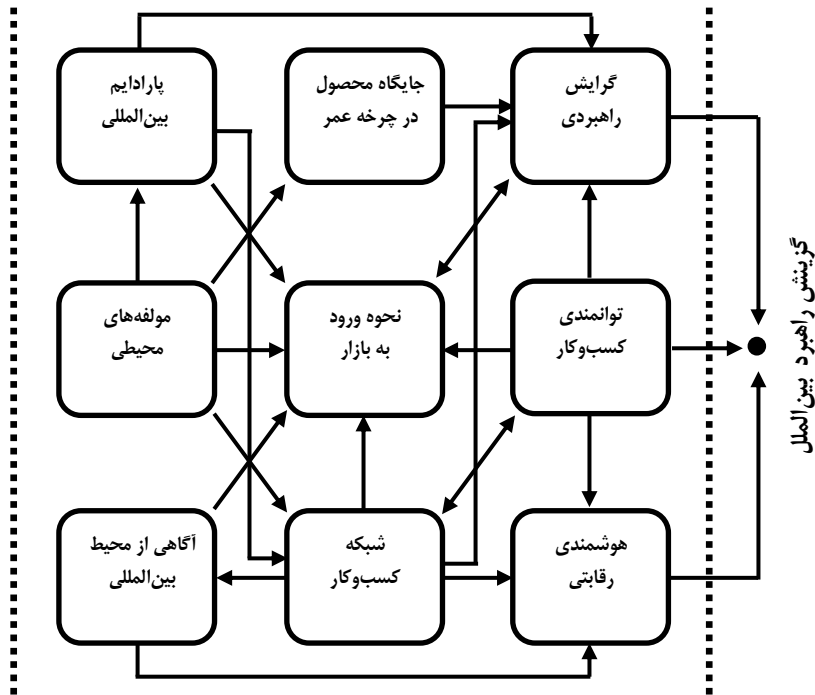 گرایش
راهبردی
جایگاه محصول
در چرخه عمر
پارادایم
بین‌المللی
توانمندی
کسب‌وکار
نحوه ورود
به بازار
مولفه‌های
محیطی
هوشمندی
رقابتی
شبکه
کسب‌وکار
آگاهی از محیط
بین‌المللی
گزینش راهبرد بین‌الملل